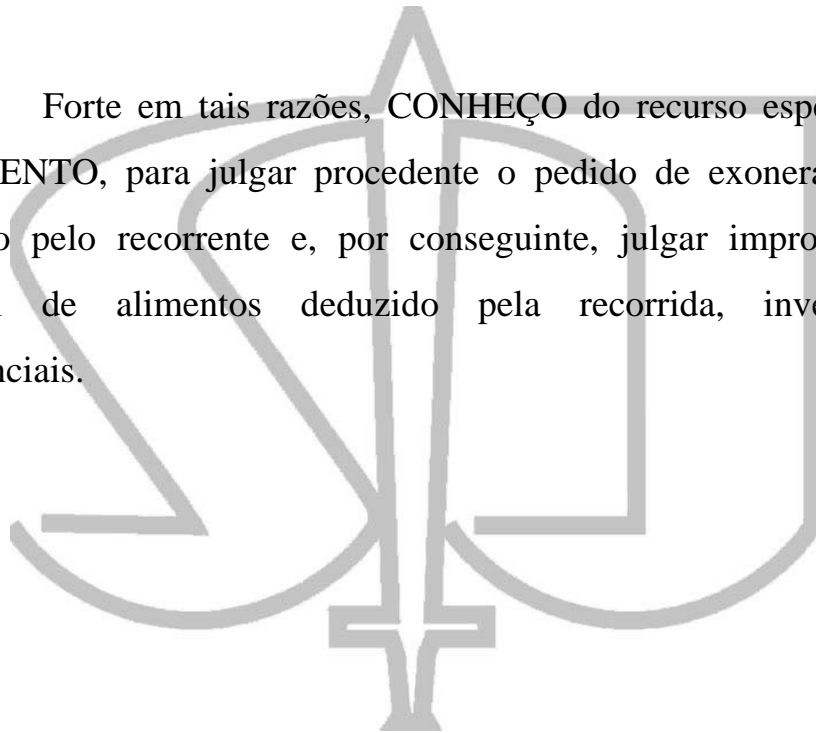 Forte em tais razões, CONHEÇO do recurso espe
ENTO, para julgar procedente o pedido de exonera
o pelo recorrente e, por conseguinte, julgar impro
de alimentos deduzido pela recorrida, inve
nciais.